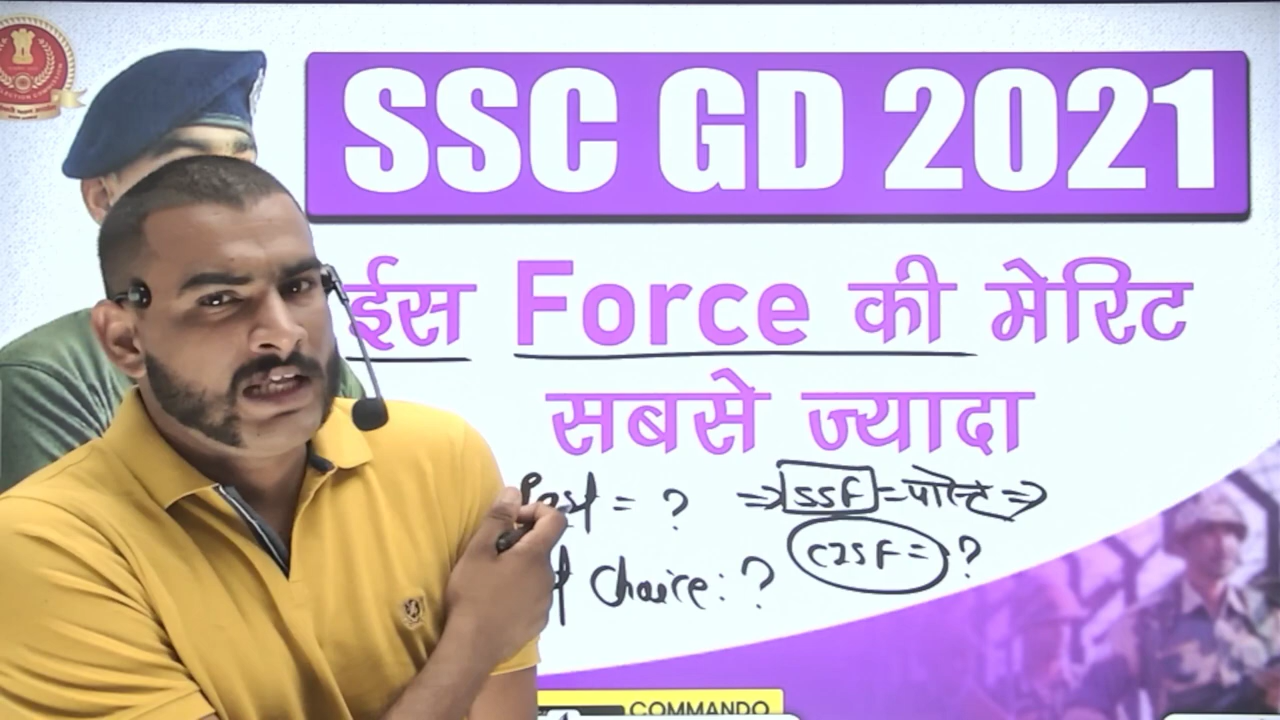 SSC GD 2021
ईस Force की मेरिट
सबसे ज्यादा
Post = ? ⇒ SSF = पोस्ट ⇒
Choice: ? CISF = ?
COMMANDO